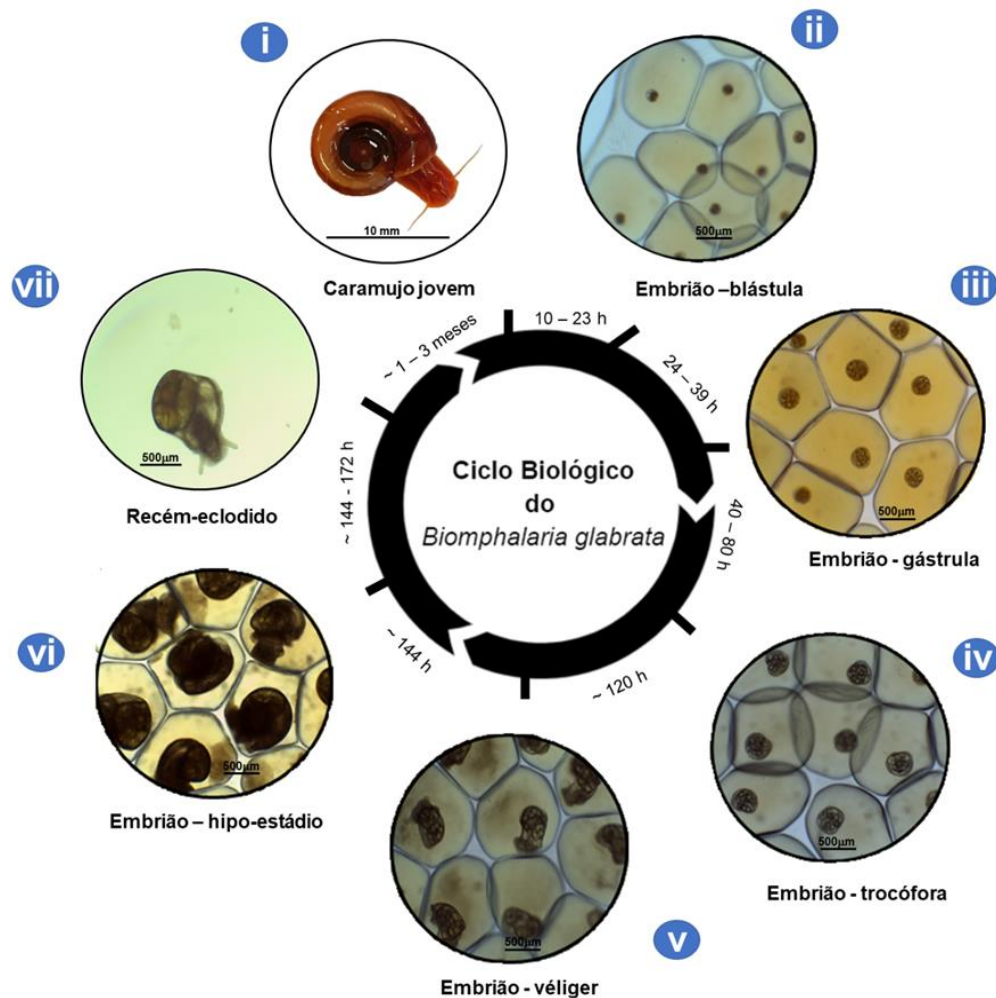 i
10 mm
Caramujo jovem
ii
500µm
Embrião –blástula
iii
500µm
Embrião - gástrula
iv
500µm
Embrião - trocófora
v
500µm
Embrião - véliger
vi
500µm
Embrião – hipo-estádio
vii
500µm
Recém-eclodido
10 – 23 h
24 – 39 h
40 – 80 h
~ 120 h
~ 144 h
~ 144 - 172 h
~ 1 – 3 meses
Ciclo Biológico
do
Biomphalaria glabrata